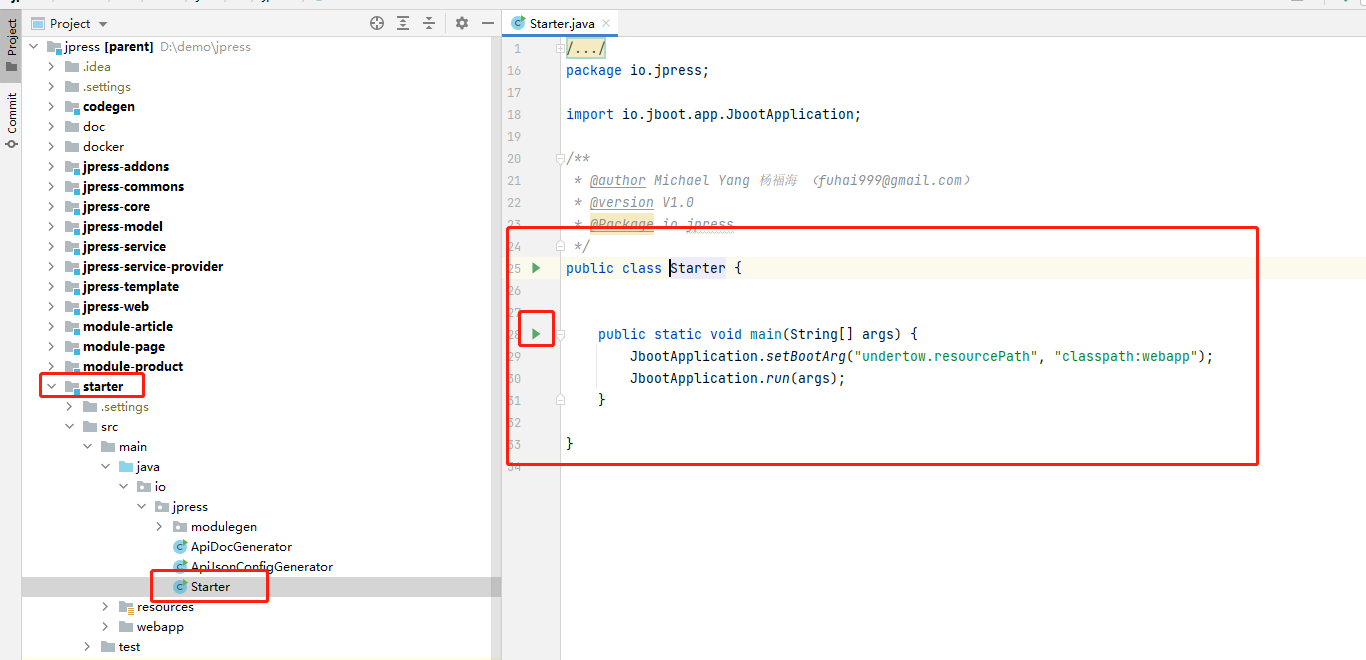 Project
Commit
Project
jpress [parent] D:\demo\jpress
.idea
.settings
codegen
doc
docker
jpress-addons
jpress-commons
jpress-core
jpress-model
jpress-service
jpress-service-provider
jpress-template
jpress-web
module-article
module-page
module-product
starter
.settings
src
main
java
io
jpress
modulegen
ApiDocGenerator
ApiJsonConfigGenerator
Starter
resources
webapp
test
Starter.java
1 /.../
16 package io.jpress;
17
18 import io.jboot.app.JbootApplication;
19
20 /**
21 * @author Michael Yang 杨福海 （fuhai999@gmail.com）
22 * @version V1.0
23 * @Package io.jpress
24 */
25 public class Starter {
26
27
28 public static void main(String[] args) {
29 JbootApplication.setBootArg("undertow.resourcePath", "classpath:webapp");
30 JbootApplication.run(args);
31 }
32
33 }
34